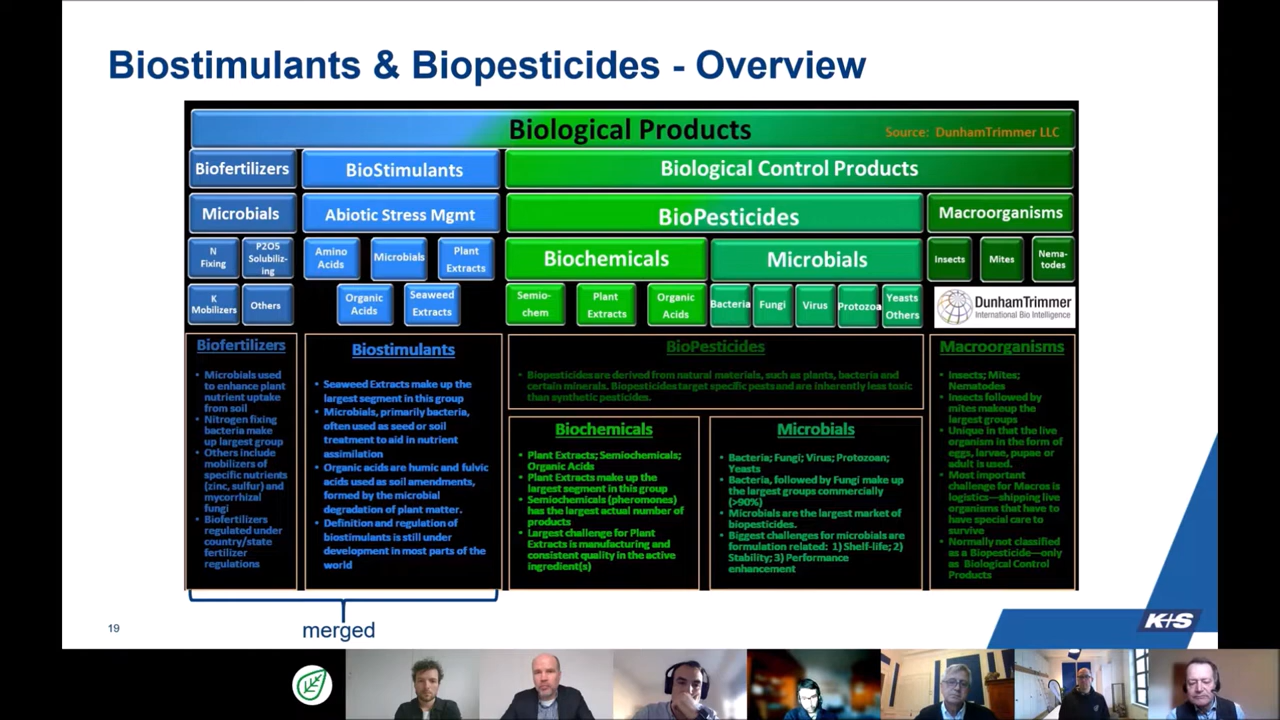 Biostimulants & Biopesticides - Overview
Biological Products
Source: DunhamTrimmer LLC
Biofertilizers
BioStimulants
Biological Control Products
Microbials
Abiotic Stress Mgmt
BioPesticides
Macroorganisms
N
Fixing
P2O5
Solubiliz-
ing
Amino
Acids
Microbials
Plant
Extracts
Biochemicals
Microbials
Insects
Mites
Nema-
todes
K
Mobilizers
Others
Organic
Acids
Seaweed
Extracts
Semio-
chem
Plant
Extracts
Organic
Acids
Bacteria
Fungi
Virus
Protozoa
Yeasts
Others
DunhamTrimmer
International Bio Intelligence
Biofertilizers
• Microbials used
to enhance plant
nutrient uptake
from soil
• Nitrogen fixing
bacteria make
up largest group
• Others include
mobilizers of
specific nutrients
(zinc, sulfur) and
mycorrhizal
fungi
• Biofertilizers
regulated under
country/state
fertilizer
regulations
Biostimulants
• Seaweed Extracts make up the
largest segment in this group
• Microbials, primarily bacteria,
often used as seed or soil
treatment to aid in nutrient
assimilation
• Organic acids are humic and fulvic
acids used as soil amendments,
formed by the microbial
degradation of plant matter.
• Definition and regulation of
biostimulants is still under
development in most parts of the
world
BioPesticides
• Biopesticides are derived from natural materials, such as plants, bacteria and
certain minerals. Biopesticides target specific pests and are inherently less toxic
than synthetic pesticides.
Biochemicals
• Plant Extracts; Semiochemicals;
Organic Acids
• Plant Extracts make up the
largest segment in this group
• Semiochemicals (pheromones)
has the largest actual number of
products
• Largest challenge for Plant
Extracts is manufacturing and
consistent quality in the active
ingredient(s)
Microbials
• Bacteria; Fungi; Virus; Protozoan;
Yeasts
• Bacteria, followed by Fungi make up
the largest groups commercially
(>90%)
• Microbials are the largest market of
biopesticides.
• Biggest challenges for microbials are
formulation related: 1) Shelf-life; 2)
Stability; 3) Performance
enhancement
Macroorganisms
• Insects; Mites;
Nematodes
• Insects followed by
mites makeup the
largest groups
• Unique in that the live
organism in the form of
eggs, larvae, pupae or
adult is used.
• Most important
challenge for Macros is
logistics—shipping live
organisms that have to
have special care to
survive
• Normally not classified
as a Biopesticide—only
as Biological Control
Products
merged
19
K+S